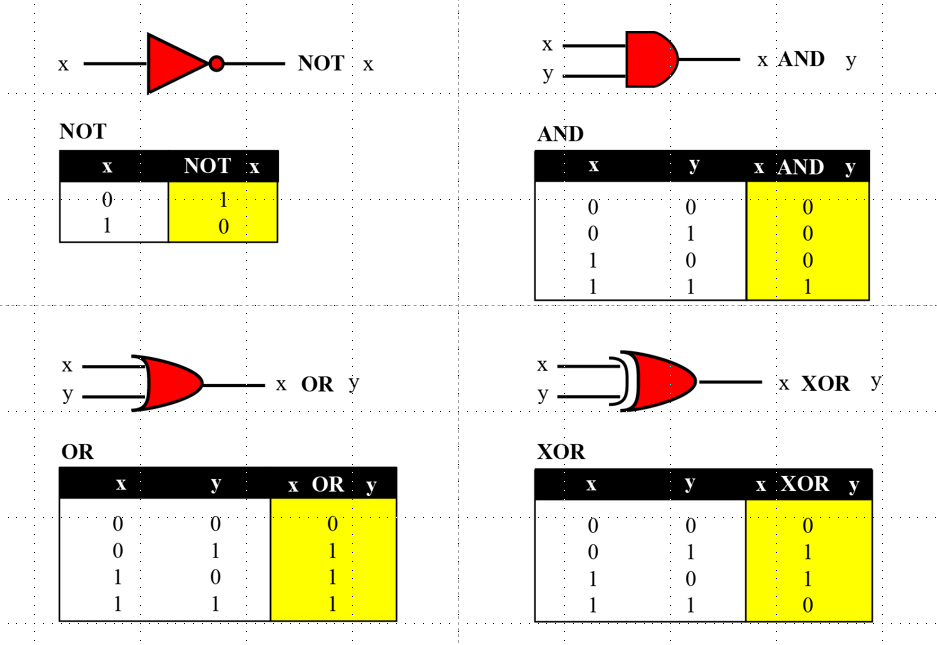 x NOT x
NOT
x NOT x
0 1
1 0
x
y
x AND y
AND
x y x AND y
0 0 0
0 1 0
1 0 0
1 1 1
x
y
x OR y
OR
x y x OR y
0 0 0
0 1 1
1 0 1
1 1 1
x
y
x XOR y
XOR
x y x XOR y
0 0 0
0 1 1
1 0 1
1 1 0